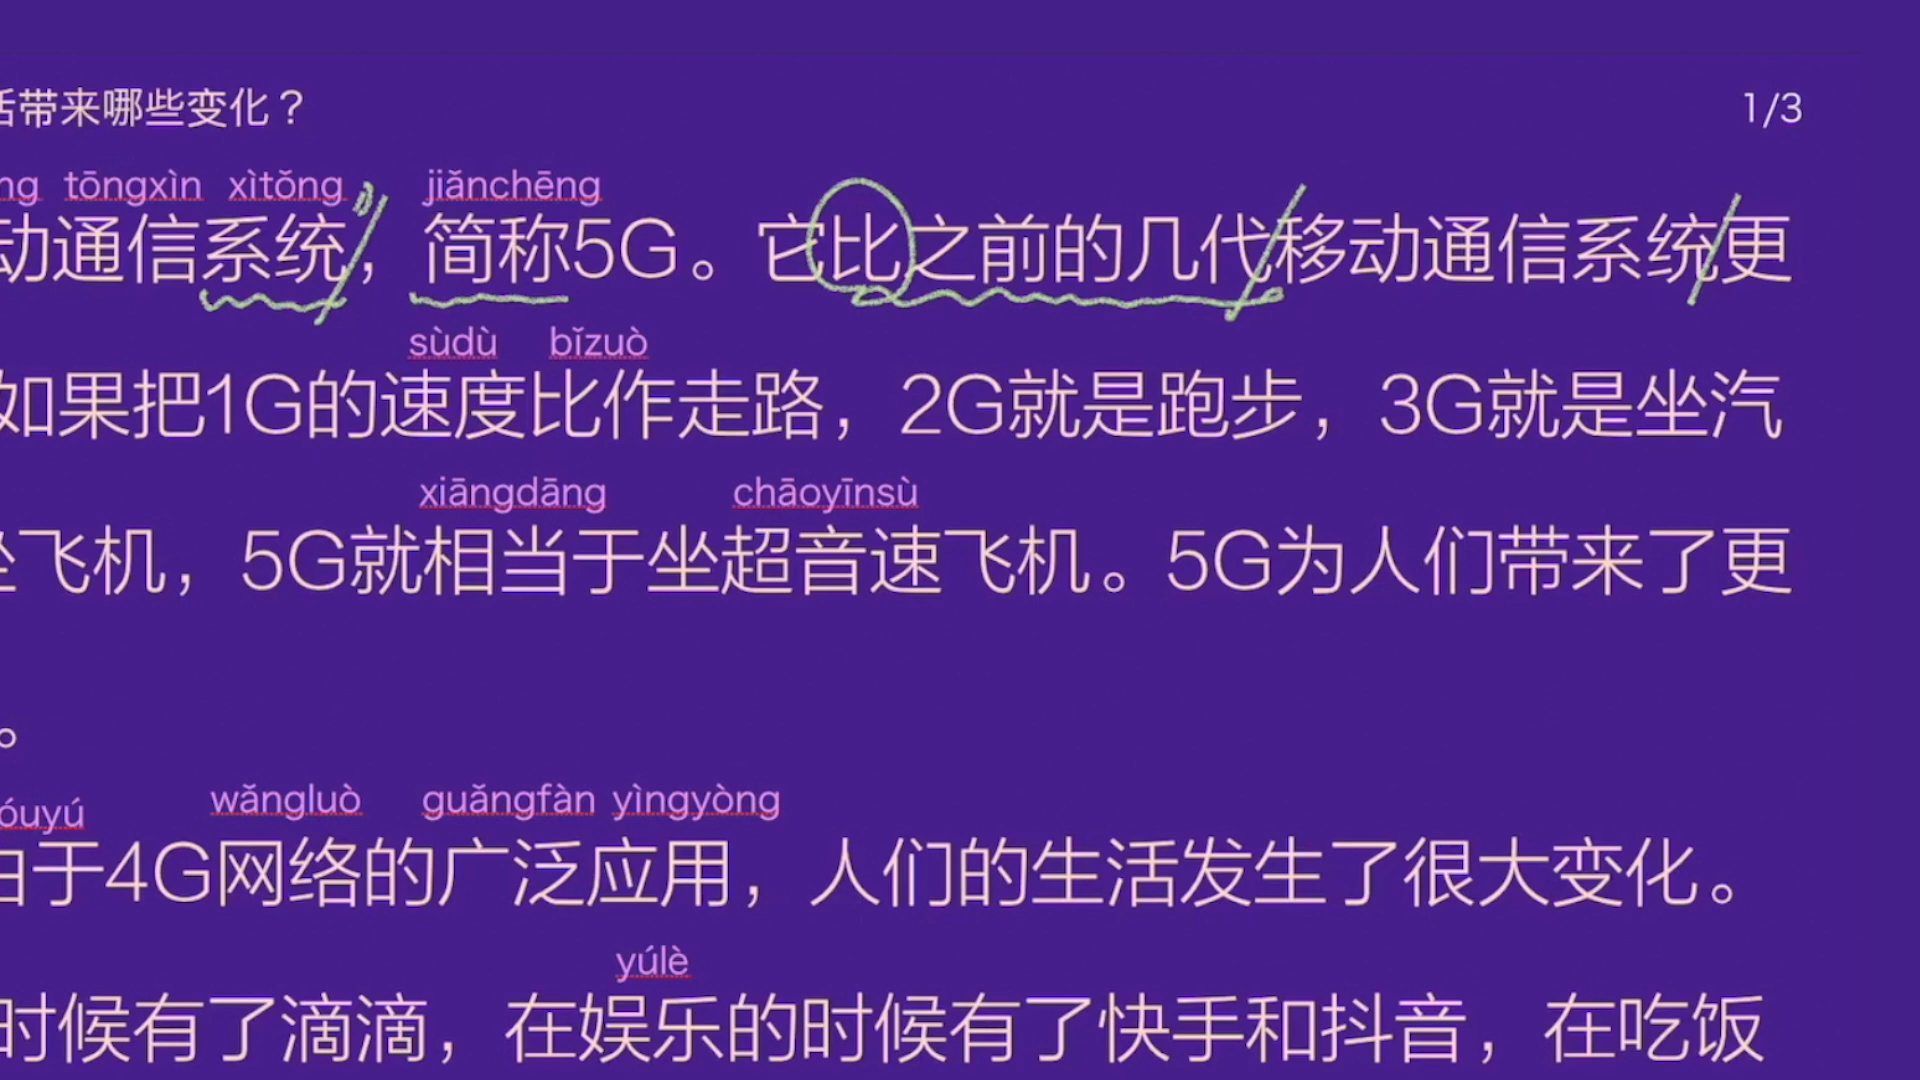 活带来哪些变化？
1/3
ng tōngxìn xìtǒng jiǎnchēng
动通信系统，简称5G。它比之前的几代移动通信系统更
sùdù bǐzuò
如果把1G的速度比作走路，2G就是跑步，3G就是坐汽
xiāngdāng chāoyīnsù
坐飞机，5G就相当于坐超音速飞机。5G为人们带来了更
。
óuyú wǎngluò guǎngfàn yìngyòng
由于4G网络的广泛应用，人们的生活发生了很大变化。
yúlè
时候有了滴滴，在娱乐的时候有了快手和抖音，在吃饭